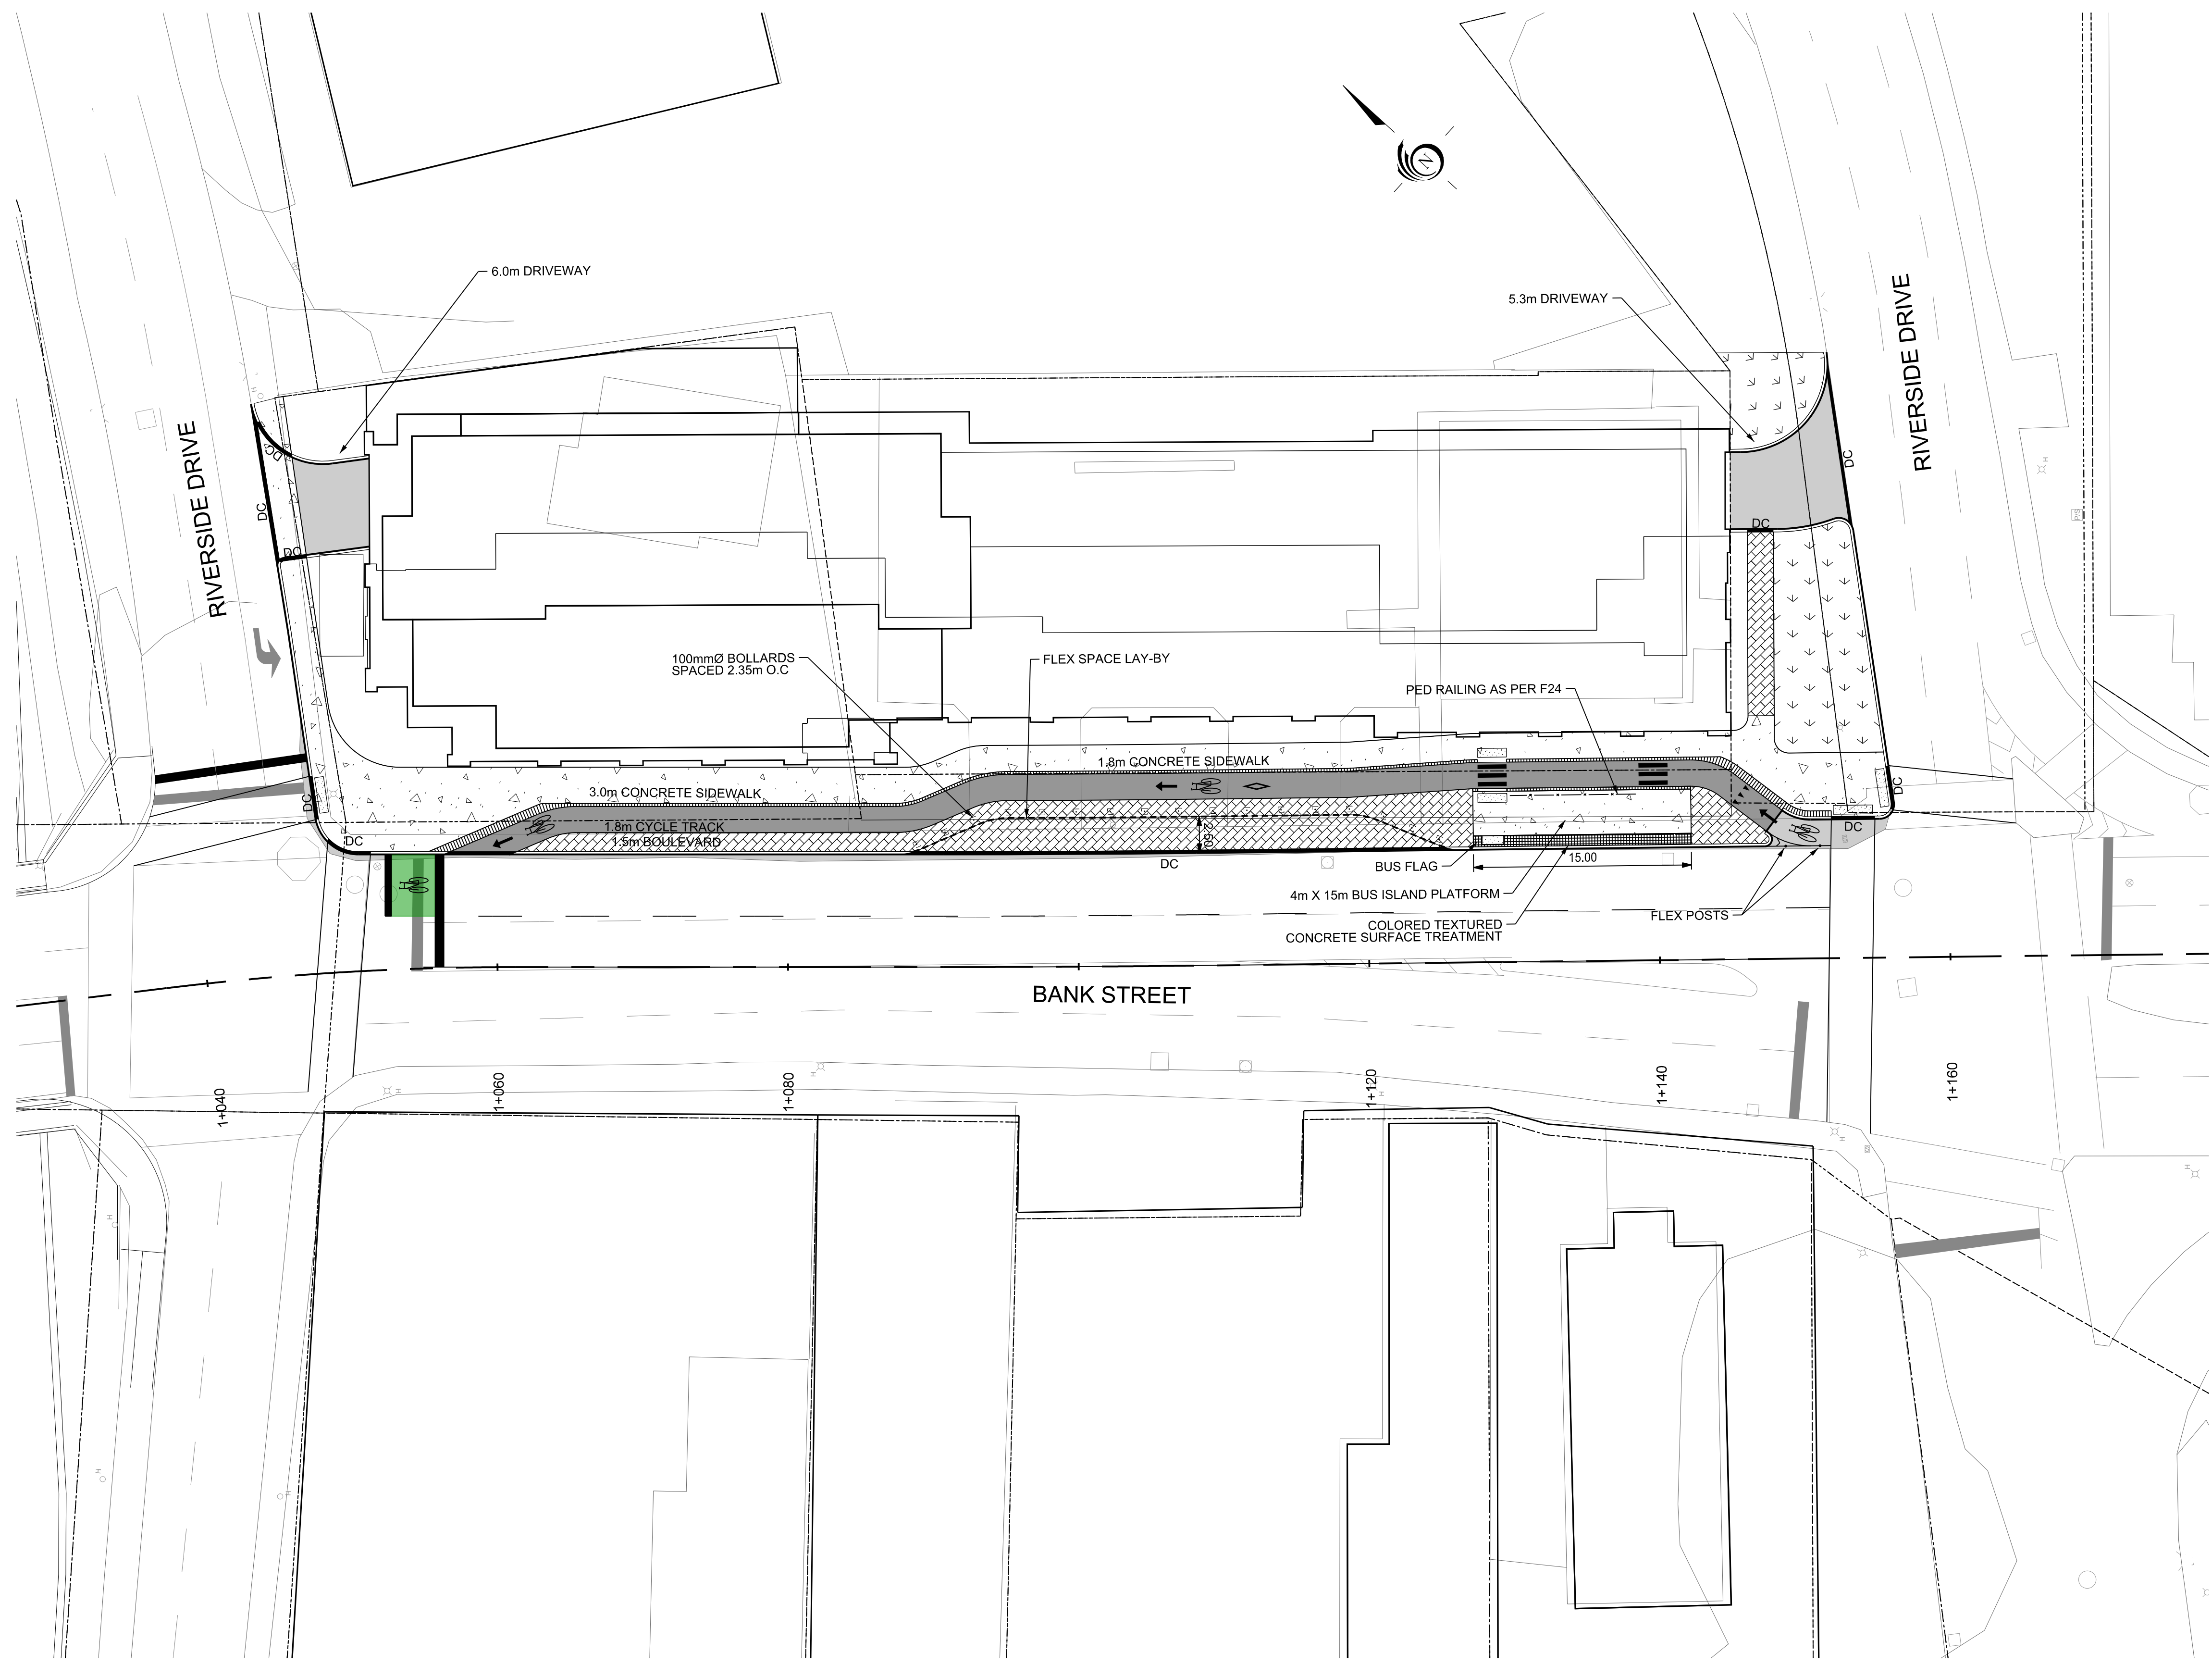 N
6.0m DRIVEWAY
5.3m DRIVEWAY
RIVERSIDE DRIVE
RIVERSIDE DRIVE
DC
DC
DC
DC
DC
100mmØ BOLLARDS
SPACED 2.35m O.C
FLEX SPACE LAY-BY
PED RAILING AS PER F24
1.8m CONCRETE SIDEWALK
3.0m CONCRETE SIDEWALK
DC
DC
1.8m CYCLE TRACK
1.5m BOULEVARD
2.50
DC
DC
DC
BUS FLAG
15.00
4m X 15m BUS ISLAND PLATFORM
FLEX POSTS
COLORED TEXTURED
CONCRETE SURFACE TREATMENT
BANK STREET
1+040
1+060
1+080
1+120
1+140
1+160